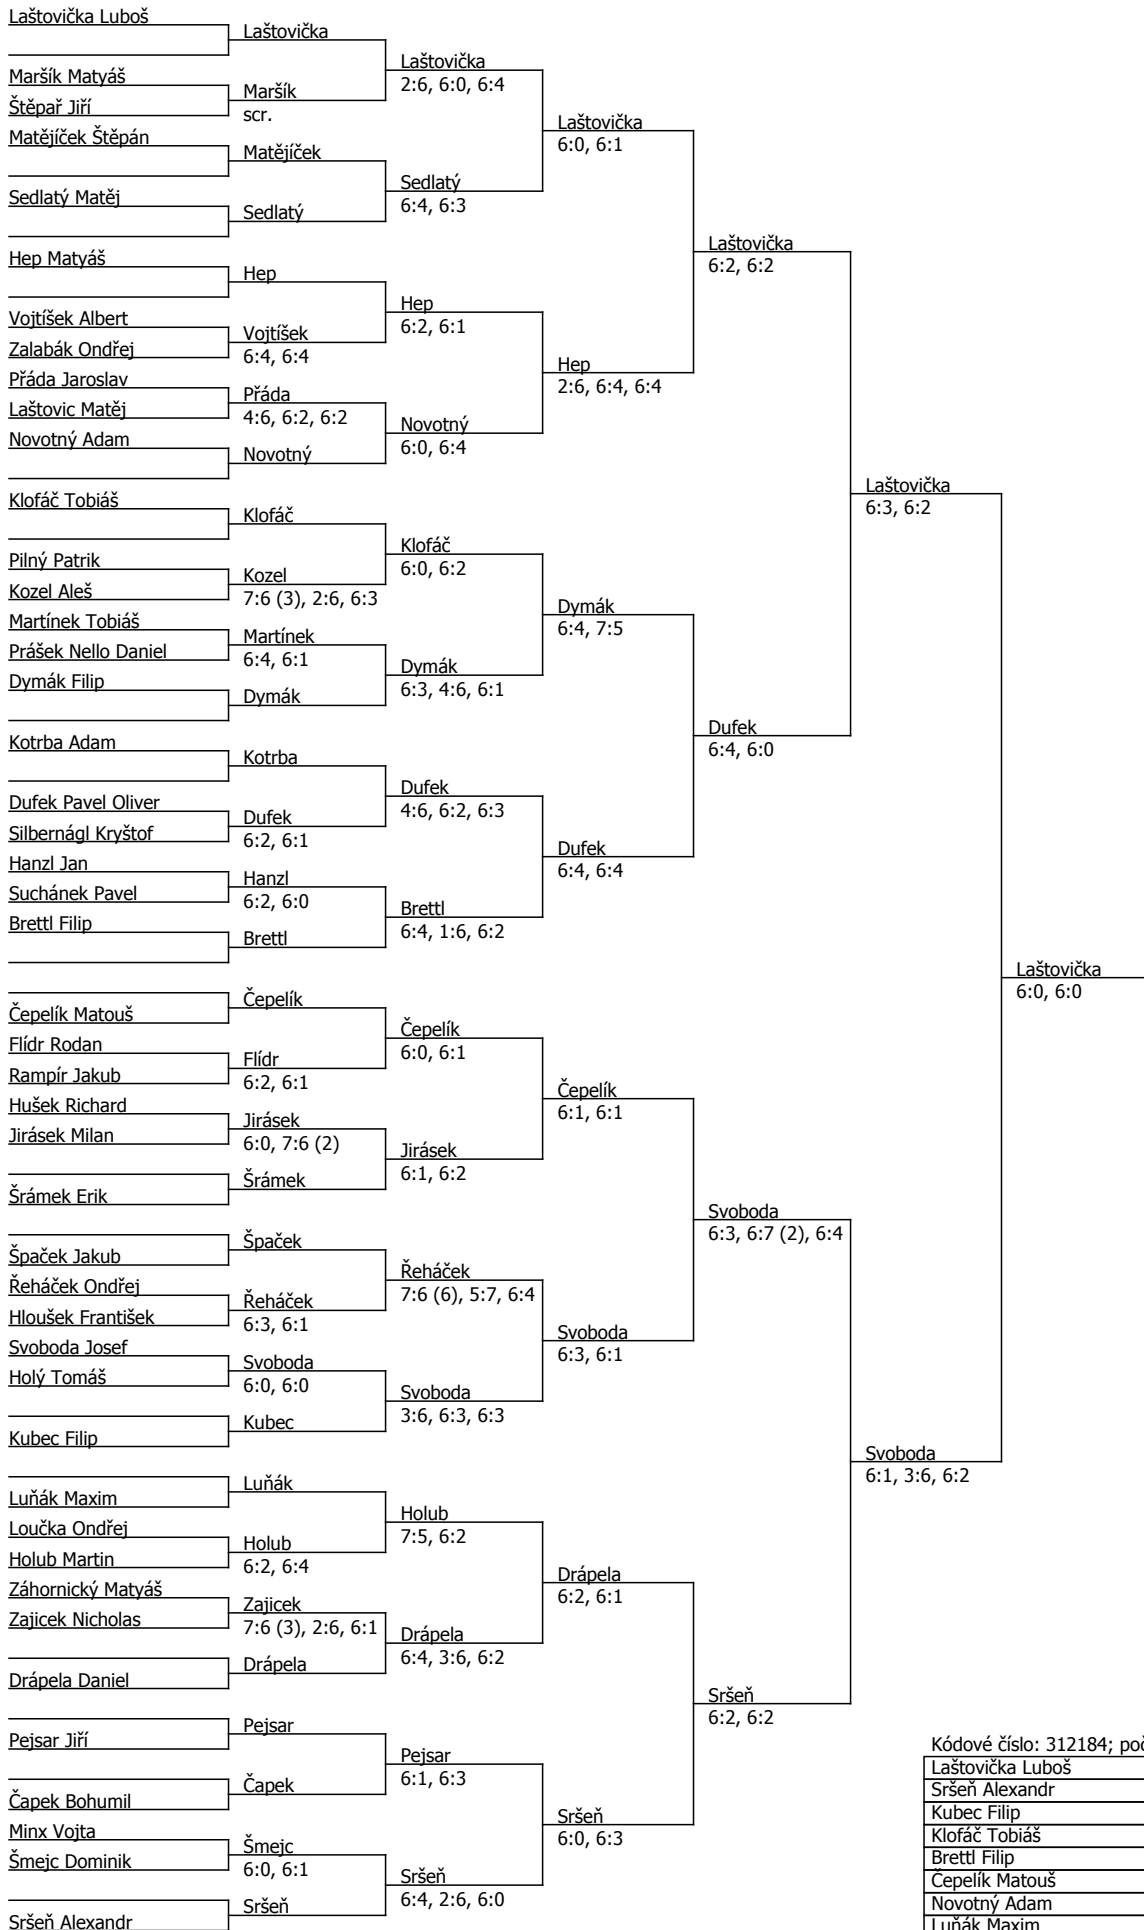 Laštovička Luboš
Maršík Matyáš
Štěpař Jiří
Matějíček Štěpán
Sedlatý Matěj
Hep Matyáš
Vojtíšek Albert
Zalabák Ondřej
Přáda Jaroslav
Laštovic Matěj
Novotný Adam
Klofáč Tobiáš
Pilný Patrik
Kozel Aleš
Martínek Tobiáš
Prášek Nello Daniel
Dymák Filip
Kotrba Adam
Dufek Pavel Oliver
Silbernágl Kryštof
Hanzl Jan
Suchánek Pavel
Brettl Filip
Čepelík Matouš
Flídr Rodan
Rampír Jakub
Hušek Richard
Jirásek Milan
Šrámek Erik
Špaček Jakub
Řeháček Ondřej
Hloušek František
Svoboda Josef
Holý Tomáš
Kubec Filip
Luňák Maxim
Loučka Ondřej
Holub Martin
Záhornický Matyáš
Zajicek Nicholas
Drápela Daniel
Pejsar Jiří
Čapek Bohumil
Minx Vojta
Šmejc Dominik
Sršeň Alexandr
Laštovička
Maršík
scr.
Matějíček
Sedlatý
Hep
Vojtíšek
6:4, 6:4
Přáda
4:6, 6:2, 6:2
Novotný
Klofáč
Kozel
7:6 (3), 2:6, 6:3
Martínek
6:4, 6:1
Dymák
Kotrba
Dufek
6:2, 6:1
Hanzl
6:2, 6:0
Brettl
Čepelík
Flídr
6:2, 6:1
Jirásek
6:0, 7:6 (2)
Šrámek
Špaček
Řeháček
6:3, 6:1
Svoboda
6:0, 6:0
Kubec
Luňák
Holub
6:2, 6:4
Zajicek
7:6 (3), 2:6, 6:1
Drápela
Pejsar
Čapek
Šmejc
6:0, 6:1
Sršeň
Laštovička
2:6, 6:0, 6:4
Sedlatý
6:4, 6:3
Hep
6:2, 6:1
Novotný
6:0, 6:4
Klofáč
6:0, 6:2
Dymák
6:3, 4:6, 6:1
Dufek
4:6, 6:2, 6:3
Brettl
6:4, 1:6, 6:2
Čepelík
6:0, 6:1
Jirásek
6:1, 6:2
Řeháček
7:6 (6), 5:7, 6:4
Svoboda
3:6, 6:3, 6:3
Holub
7:5, 6:2
Drápela
6:4, 3:6, 6:2
Pejsar
6:1, 6:3
Sršeň
6:4, 2:6, 6:0
Laštovička
6:0, 6:1
Hep
2:6, 6:4, 6:4
Dymák
6:4, 7:5
Dufek
6:4, 6:4
Čepelík
6:1, 6:1
Svoboda
6:3, 6:1
Drápela
6:2, 6:1
Sršeň
6:0, 6:3
Laštovička
6:2, 6:2
Dufek
6:4, 6:0
Svoboda
6:3, 6:7 (2), 6:4
Sršeň
6:2, 6:2
Laštovička
6:3, 6:2
Svoboda
6:1, 3:6, 6:2
Laštovička
6:0, 6:0
Kódové číslo: 312184; poč
Laštovička Luboš
Sršeň Alexandr
Kubec Filip
Klofáč Tobiáš
Brettl Filip
Čepelík Matouš
Novotný Adam
Luňák Maxim